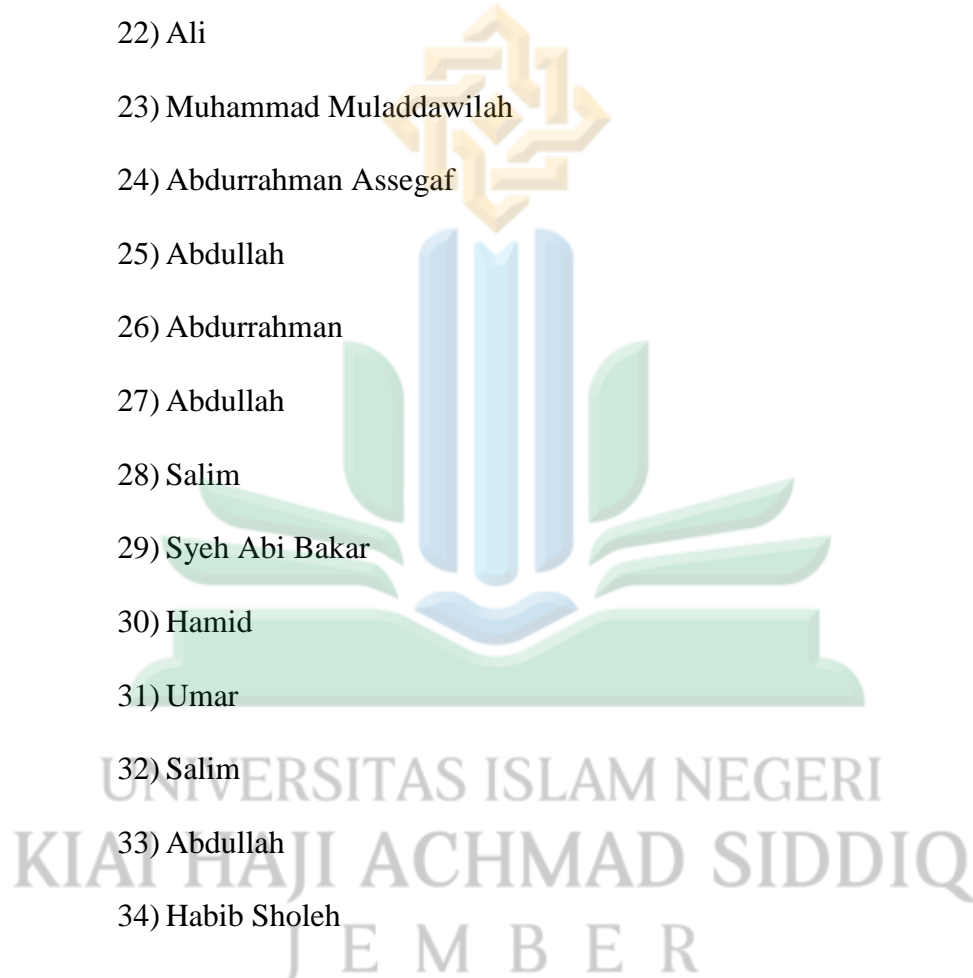 22) Ali
23) Muhammad Muladdawilah
24) Abdurrahman Assegaf
25) Abdullah
26) Abdurrahman
27) Abdullah
28) Salim
29) Syeh Abi Bakar
30) Hamid
31) Umar
32) Salim
33) Abdullah
34) Habib Sholeh
UNIVERSITAS ISLAM NEGERI
KIAI HAJI ACHMAD SIDDIQ
JEMBER